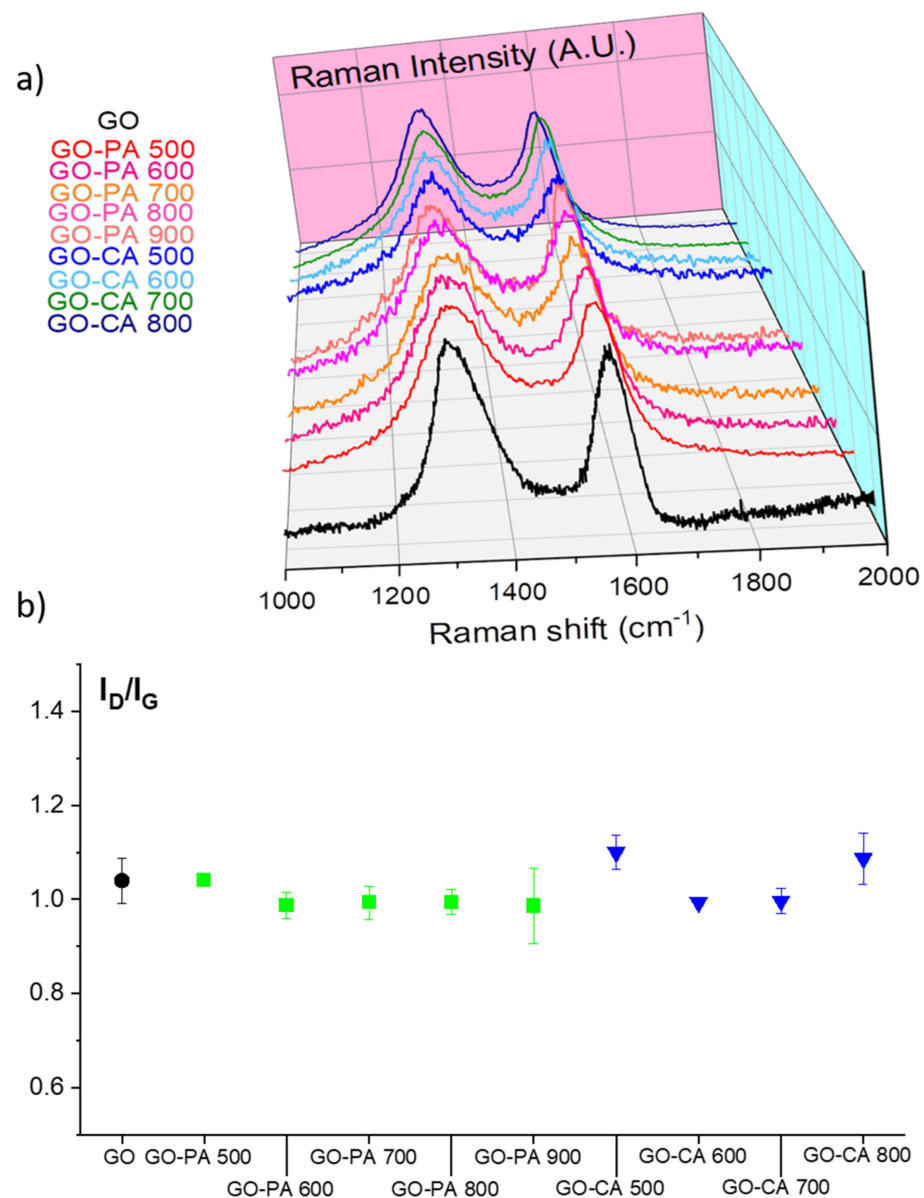 a)
Raman Intensity (A.U.)
GO
GO-PA 500
GO-PA 600
GO-PA 700
GO-PA 800
GO-PA 900
GO-CA 500
GO-CA 600
GO-CA 700
GO-CA 800
1000 1200 1400 1600 1800 2000
Raman shift (cm⁻¹)
b)
I_D/I_G
1.4
1.2
1.0
0.8
0.6
GO GO-PA 500 GO-PA 700 GO-PA 900 GO-CA 600 GO-CA 800
GO-PA 600 GO-PA 800 GO-CA 500 GO-CA 700